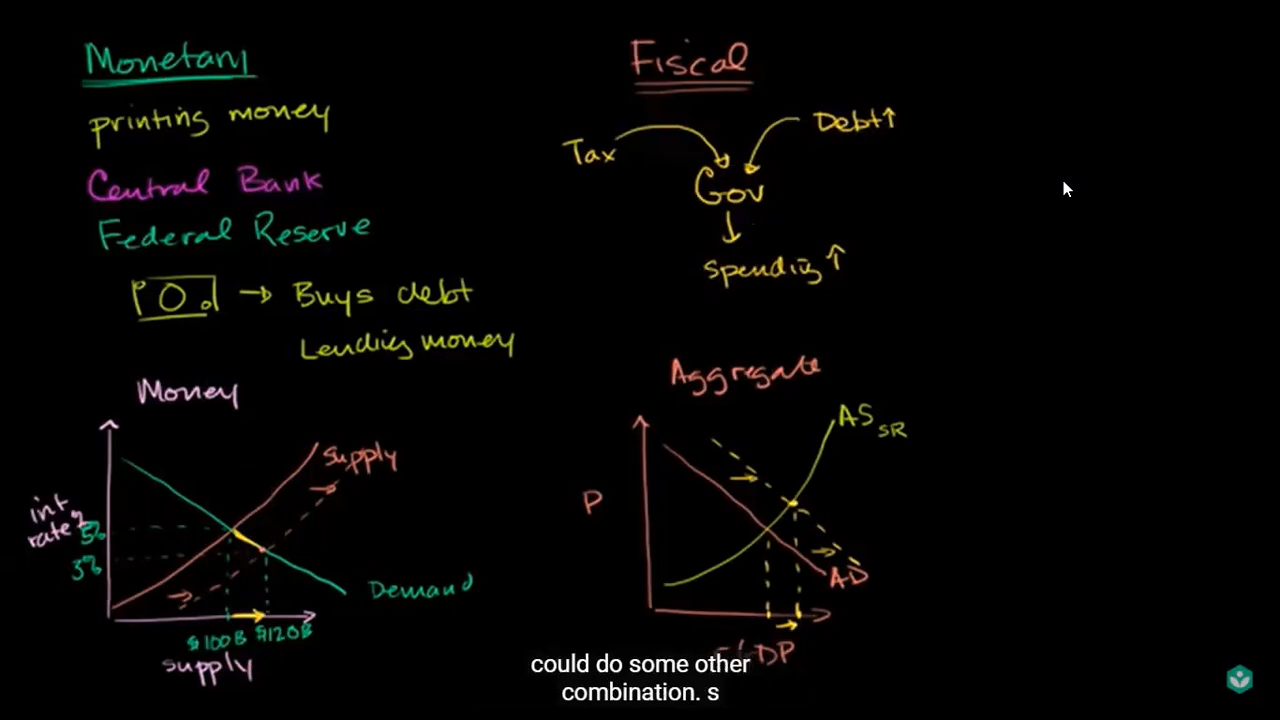 Monetary
printing money
Central Bank
Federal Reserve
→ Buys debt
Lending money
Money
int rate
5%
3%
supply
Demand
$100B $120B
supply
Fiscal
Tax
Debt↑
Gov
Spending↑
Aggregate
P
AS SR
AD
could do some other
combination. s